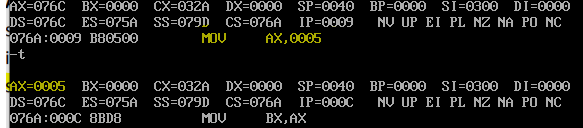 AX=076C BX=0000 CX=032A DX=0000 SP=0040 BP=0000 SI=0300 DI=0000
DS=076C ES=075A SS=079D CS=076A IP=0009 NV UP EI PL NZ NA PO NC
076A:0009 B80500 MOV AX,0005
-t
AX=0005 BX=0000 CX=032A DX=0000 SP=0040 BP=0000 SI=0300 DI=0000
DS=076C ES=075A SS=079D CS=076A IP=000C NV UP EI PL NZ NA PO NC
076A:000C 8BD8 MOV BX,AX